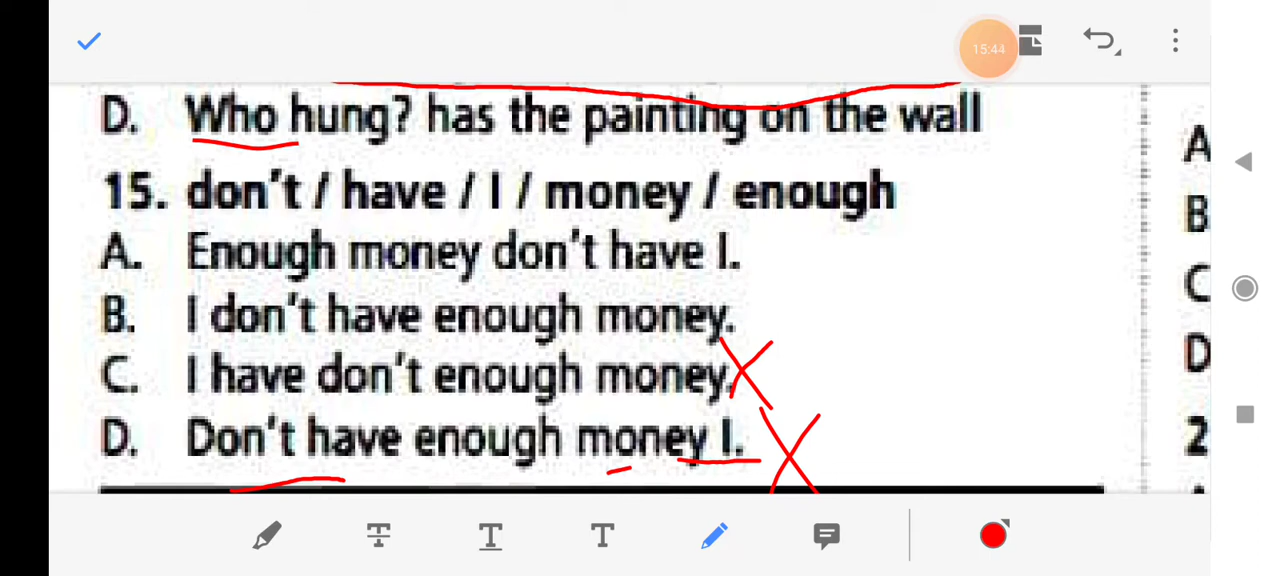 15:44
D. Who hung? has the painting on the wall
15. don't / have / I / money / enough
A. Enough money don't have I.
B. I don't have enough money.
C. I have don't enough money.
D. Don't have enough money I.
A
B
C
D
2
T
T
T